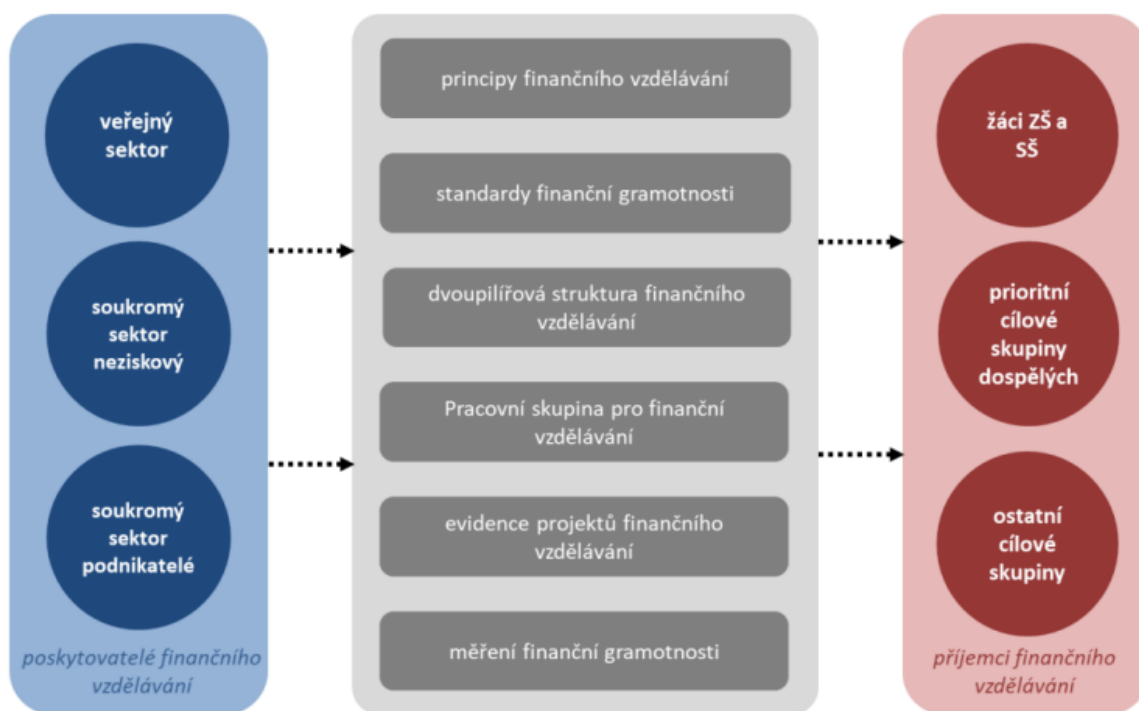 veřejný
sektor
soukromý
sektor
neziskový
soukromý
sektor
podnikatelé
poskytovatelé finančního
vzdělávání
principy finančního vzdělávání
standardy finanční gramotnosti
dvoupilířová struktura finančního
vzdělávání
Pracovní skupina pro finanční
vzdělávání
evidence projektů finančního
vzdělávání
měření finanční gramotnosti
žáci ZŠ a
SŠ
prioritní
cílové
skupiny
dospělých
ostatní
cílové
skupiny
příjemci finančního
vzdělávání